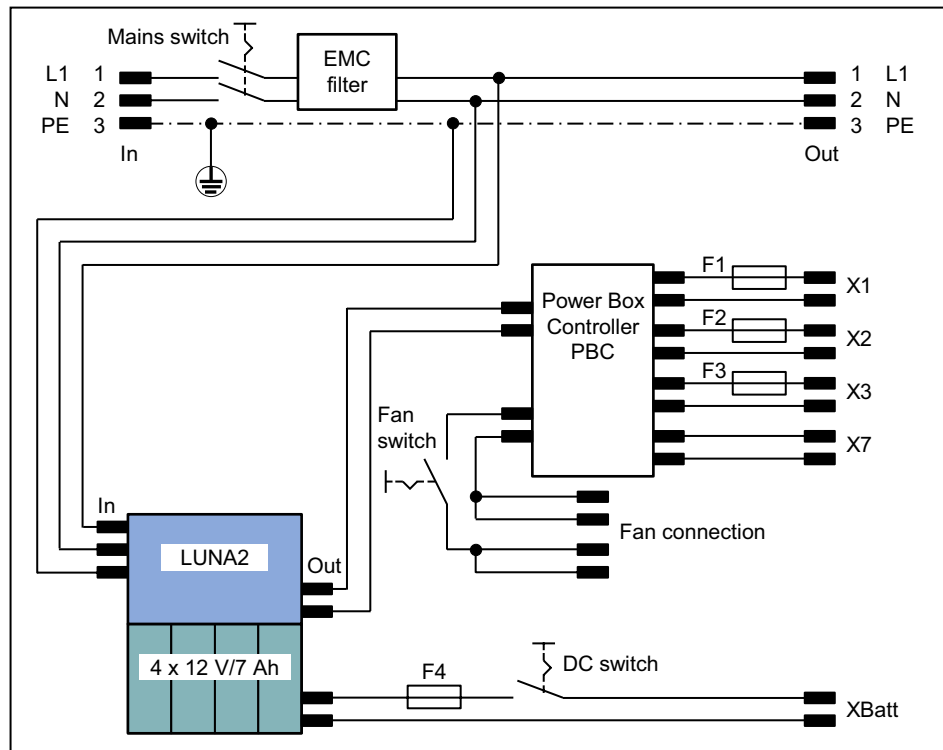 Mains switch
EMC
filter
L1 1
N 2
PE 3
In
1 L1
2 N
3 PE
Out
Power Box
Controller
PBC
F1
X1
F2
X2
F3
X3
X7
Fan
switch
Fan connection
In
LUNA2
Out
4 x 12 V/7 Ah
F4
DC switch
XBatt